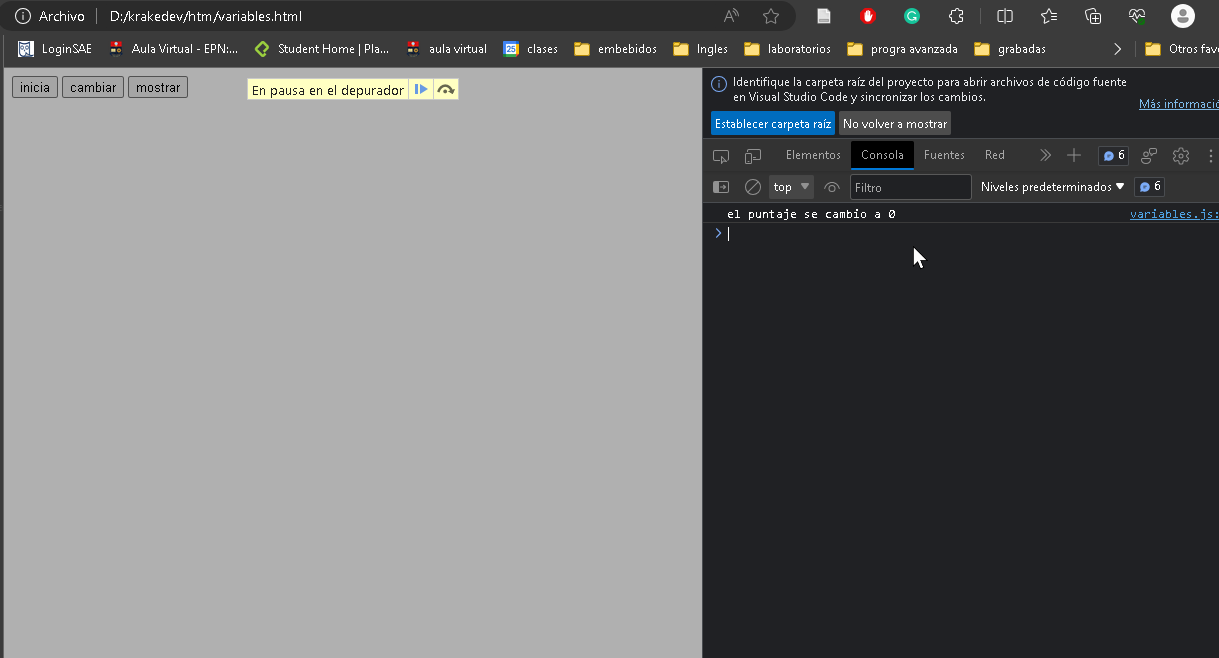 Archivo D:/krakedev/htm/variables.html
LoginSAE Aula Virtual - EPN:... Student Home | Pla... aula virtual 25 clases embebidos Ingles laboratorios progra avanzada grabadas Otros fav
inicia cambiar mostrar
En pausa en el depurador
Identifique la carpeta raíz del proyecto para abrir archivos de código fuente
en Visual Studio Code y sincronizar los cambios.
Más informació
Establecer carpeta raíz No volver a mostrar
Elementos Consola Fuentes Red 6
top Filtro Niveles predeterminados 6
el puntaje se cambio a 0 variables.js: